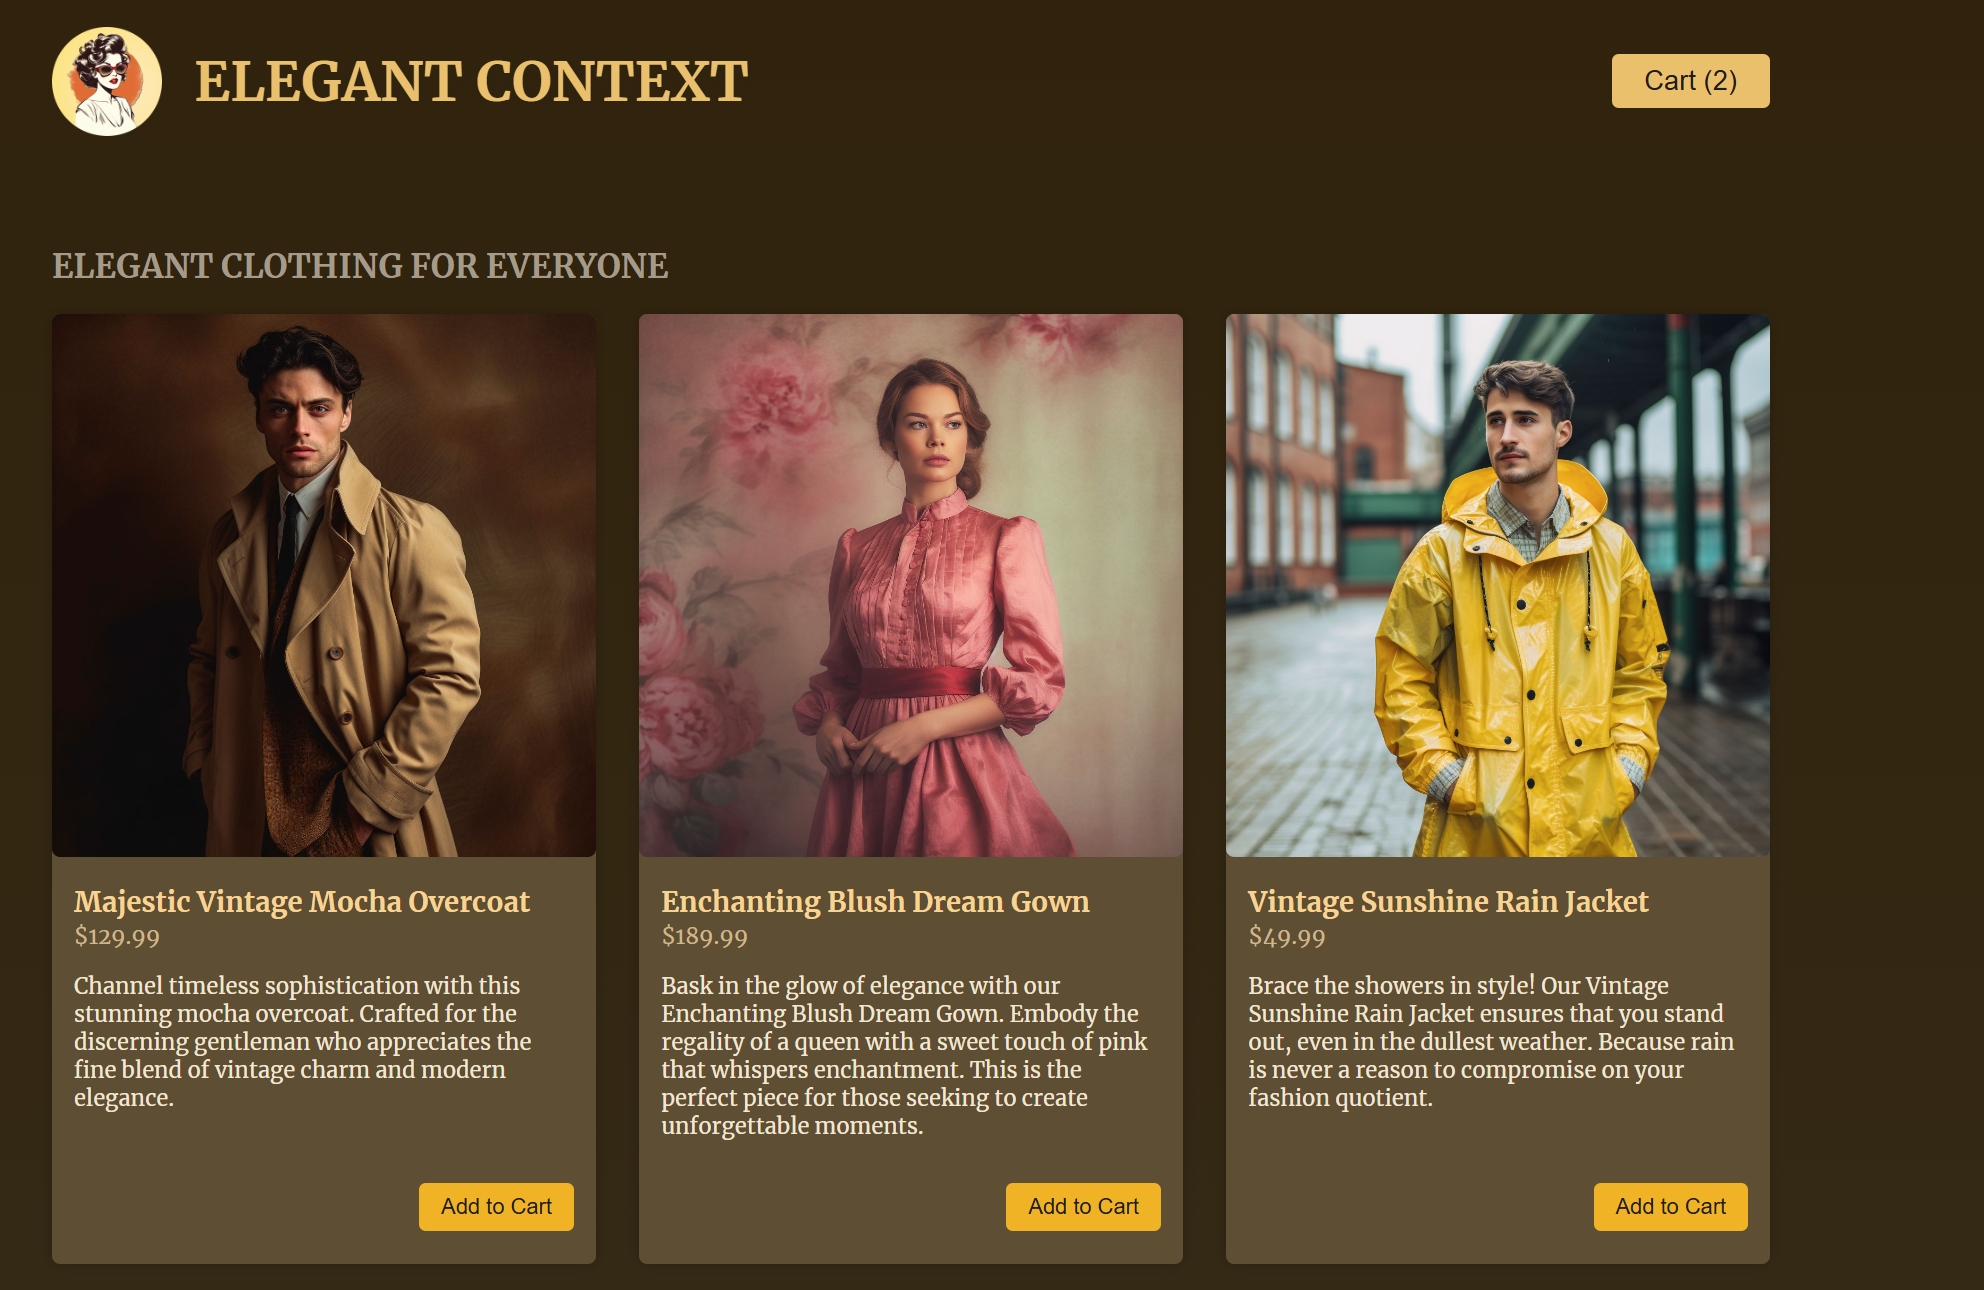 ELEGANT CONTEXT
Cart (2)
ELEGANT CLOTHING FOR EVERYONE
Majestic Vintage Mocha Overcoat
$129.99
Channel timeless sophistication with this
stunning mocha overcoat. Crafted for the
discerning gentleman who appreciates the
fine blend of vintage charm and modern
elegance.
Add to Cart
Enchanting Blush Dream Gown
$189.99
Bask in the glow of elegance with our
Enchanting Blush Dream Gown. Embody the
regality of a queen with a sweet touch of pink
that whispers enchantment. This is the
perfect piece for those seeking to create
unforgettable moments.
Add to Cart
Vintage Sunshine Rain Jacket
$49.99
Brace the showers in style! Our Vintage
Sunshine Rain Jacket ensures that you stand
out, even in the dullest weather. Because rain
is never a reason to compromise on your
fashion quotient.
Add to Cart